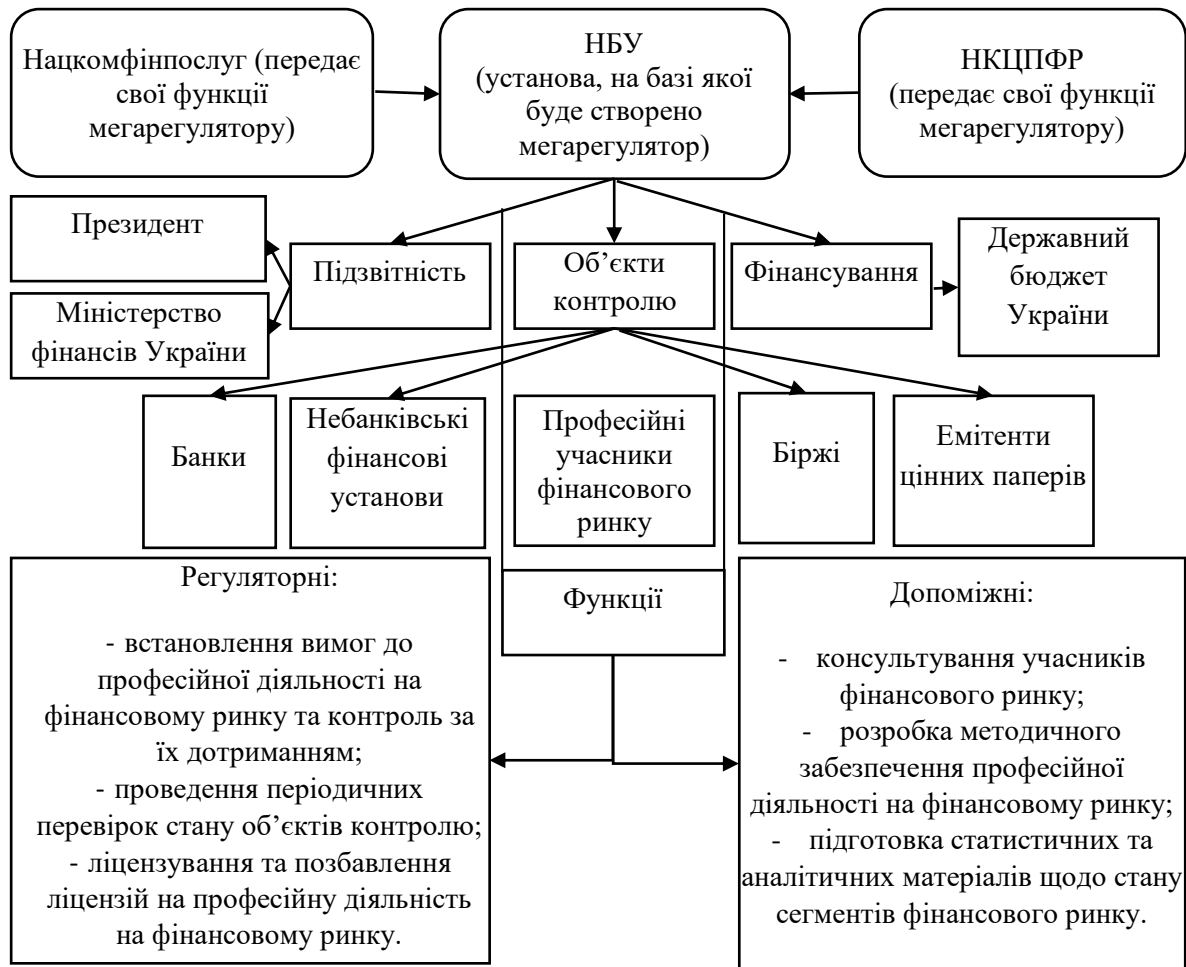 Нацкомфінпослуг (передає
свої функції
мегарегулятору)
НБУ
(установа, на базі якої
буде створено
мегарегулятор)
НКЦПФР
(передає свої функції
мегарегулятору)
Президент
Міністерство
фінансів України
Підзвітність
Об’єкти
контролю
Фінансування
Державний
бюджет
України
Банки
Небанківські
фінансові
установи
Професійні
учасники
фінансового
ринку
Біржі
Емітенти
цінних паперів
Регуляторні:
- встановлення вимог до
професійної діяльності на
фінансовому ринку та контроль за
їх дотриманням;
- проведення періодичних
перевірок стану об’єктів контролю;
- ліцензування та позбавлення
ліцензій на професійну діяльність
на фінансовому ринку.
Функції
Допоміжні:
- консультування учасників
фінансового ринку;
- розробка методичного
забезпечення професійної
діяльності на фінансовому ринку;
- підготовка статистичних та
аналітичних матеріалів щодо стану
сегментів фінансового ринку.